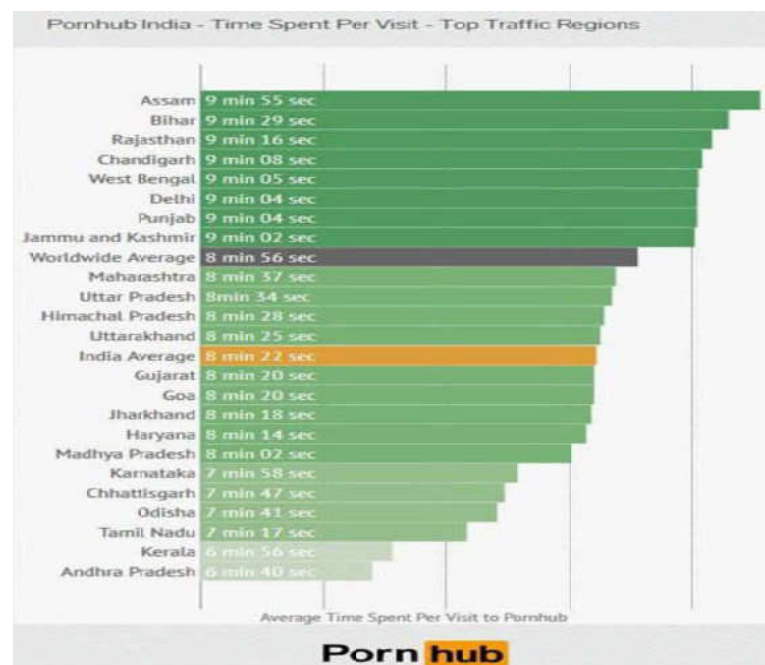 Pornhub India - Time Spent Per Visit - Top Traffic Regions
Assam 9 min 55 sec
Bihar 9 min 29 sec
Rajasthan 9 min 16 sec
Chandigarh 9 min 08 sec
West Bengal 9 min 05 sec
Delhi 9 min 04 sec
Punjab 9 min 04 sec
Jammu and Kashmir 9 min 02 sec
Worldwide Average 8 min 56 sec
Maharashtra 8 min 37 sec
Uttar Pradesh 8min 34 sec
Himachal Pradesh 8 min 28 sec
Uttarakhand 8 min 25 sec
India Average 8 min 22 sec
Gujarat 8 min 20 sec
Goa 8 min 20 sec
Jharkhand 8 min 18 sec
Haryana 8 min 14 sec
Madhya Pradesh 8 min 02 sec
Karnataka 7 min 58 sec
Chhattisgarh 7 min 47 sec
Odisha 7 min 41 sec
Tamil Nadu 7 min 17 sec
Kerala 6 min 56 sec
Andhra Pradesh 6 min 40 sec
Average Time Spent Per Visit to Pornhub
Porn hub